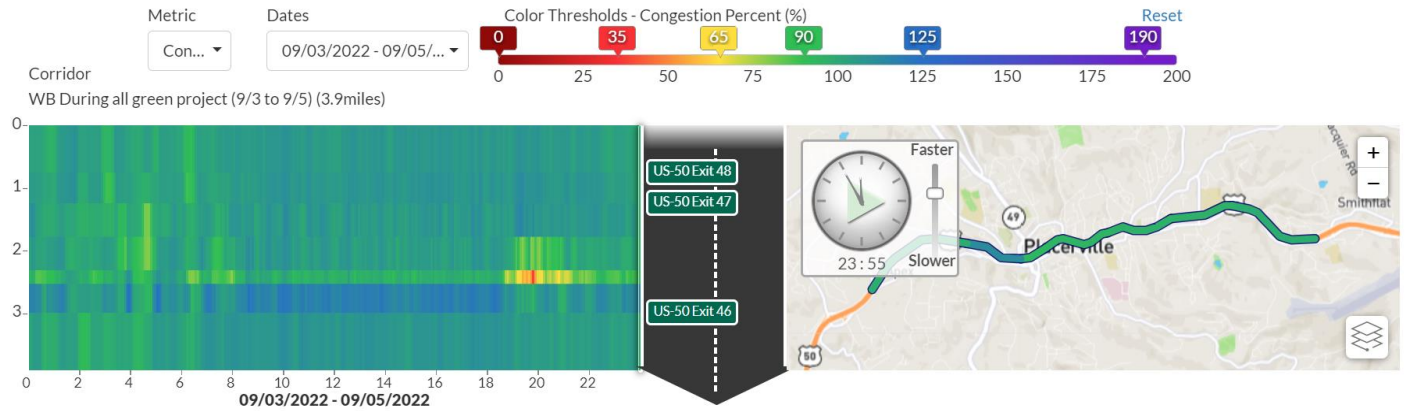 Metric
Dates
Color Thresholds - Congestion Percent (%)
Reset
Con...
09/03/2022 - 09/05/...
0 35 65 90 125 190
0 25 50 75 100 125 150 175 200
Corridor
WB During all green project (9/3 to 9/5) (3.9miles)
0
1
2
3
0 2 4 6 8 10 12 14 16 18 20 22
09/03/2022 - 09/05/2022
US-50 Exit 48
US-50 Exit 47
US-50 Exit 46
Faster
Slower
23:55
49
Placerville
50
Smithflat
+
−